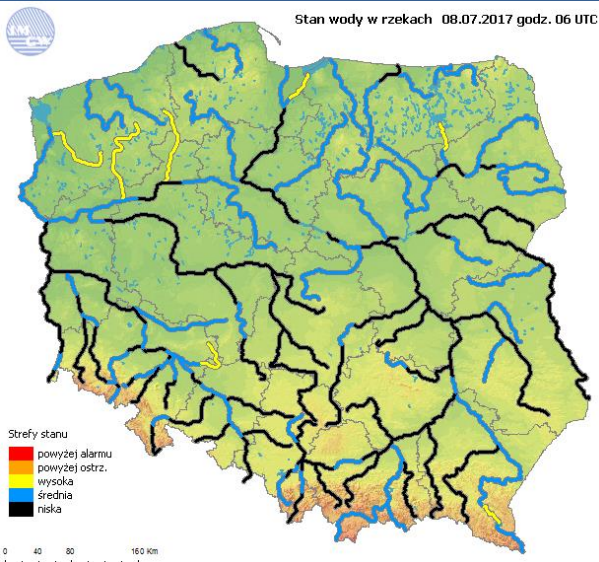 Stan wody w rzekach 08.07.2017 godz. 06 UTC
Strefy stanu
powyżej alarmu
powyżej ostrz.
wysoka
średnia
niska
0 40 80 160 Km